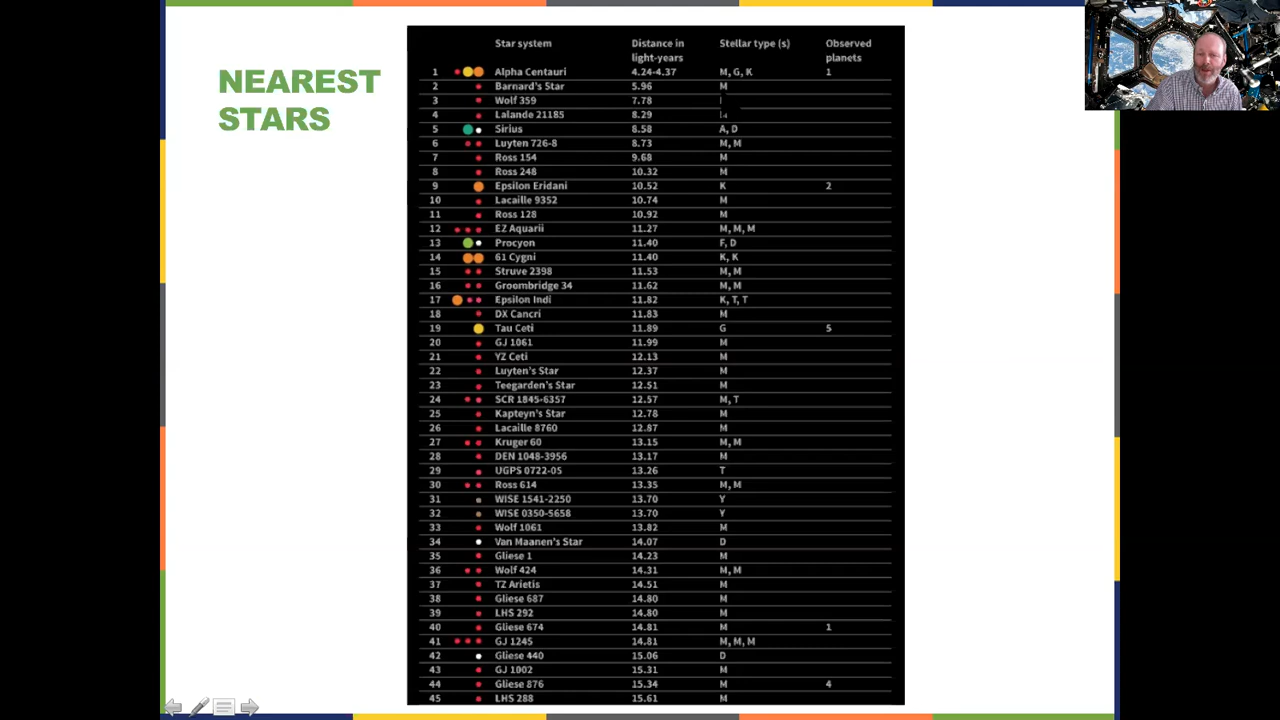 NEAREST
STARS
Star system Distance in light-years Stellar type (s) Observed planets
1 Alpha Centauri 4.24-4.37 M, G, K 1
2 Barnard's Star 5.96 M
3 Wolf 359 7.78
4 Lalande 21185 8.29
5 Sirius 8.58 A, D
6 Luyten 726-8 8.73 M, M
7 Ross 154 9.68 M
8 Ross 248 10.32 M
9 Epsilon Eridani 10.52 K 2
10 Lacaille 9352 10.74 M
11 Ross 128 10.92 M
12 EZ Aquarii 11.27 M, M, M
13 Procyon 11.40 F, D
14 61 Cygni 11.40 K, K
15 Struve 2398 11.53 M, M
16 Groombridge 34 11.62 M, M
17 Epsilon Indi 11.82 K, T, T
18 DX Cancri 11.83 M
19 Tau Ceti 11.89 G 5
20 GJ 1061 11.99 M
21 YZ Ceti 12.13 M
22 Luyten's Star 12.37 M
23 Teegarden's Star 12.51 M
24 SCR 1845-6357 12.57 M, T
25 Kapteyn's Star 12.78 M
26 Lacaille 8760 12.87 M
27 Kruger 60 13.15 M, M
28 DEN 1048-3956 13.17 M
29 UGPS 0722-05 13.26 T
30 Ross 614 13.35 M, M
31 WISE 1541-2250 13.70 Y
32 WISE 0350-5658 13.70 Y
33 Wolf 1061 13.82 M
34 Van Maanen's Star 14.07 D
35 Gliese 1 14.23 M
36 Wolf 424 14.31 M, M
37 TZ Arietis 14.51 M
38 Gliese 687 14.80 M
39 LHS 292 14.80 M
40 Gliese 674 14.81 M 1
41 GJ 1245 14.81 M, M, M
42 Gliese 440 15.06 D
43 GJ 1002 15.31 M
44 Gliese 876 15.34 M 4
45 LHS 288 15.61 M